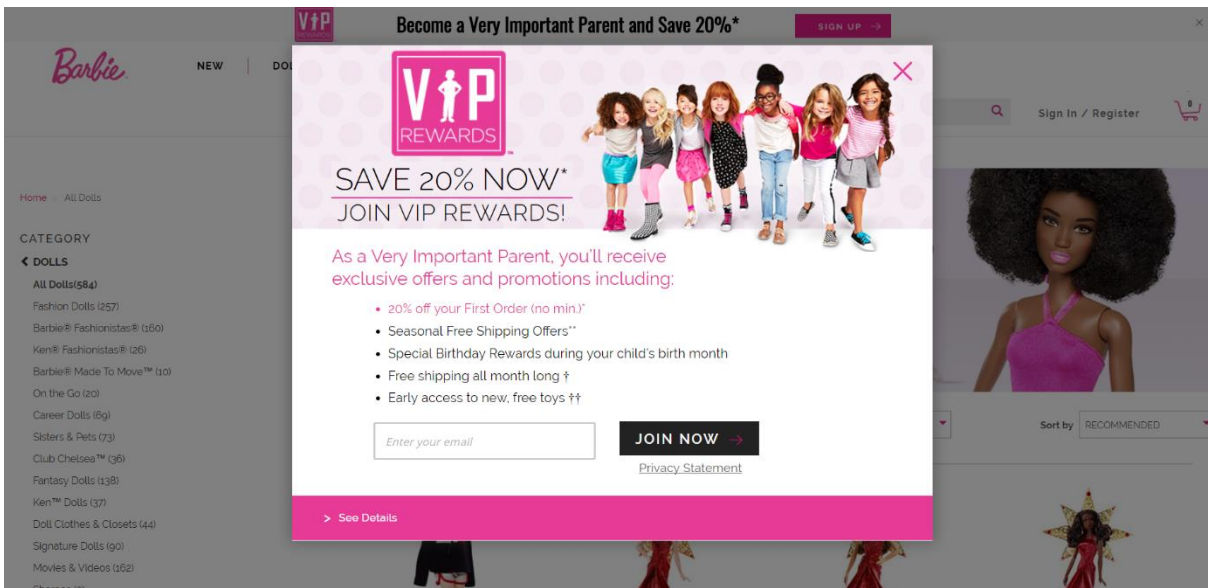 VIP
REWARDS
Become a Very Important Parent and Save 20%*
SIGN UP →
×
Barbie
NEW
Sign In / Register
0
Home
All Dolls
CATEGORY
DOLLS
All Dolls(584)
Fashion Dolls (257)
Barbie® Fashionistas® (160)
Ken® Fashionistas® (26)
Barbie® Made To Move™ (10)
On the Go (20)
Career Dolls (69)
Sisters & Pets (73)
Club Chelsea™ (36)
Fantasy Dolls (138)
Ken™ Dolls (37)
Doll Clothes & Closets (44)
Signature Dolls (90)
Movies & Videos (162)
VIP
REWARDS™
SAVE 20% NOW*
JOIN VIP REWARDS!
As a Very Important Parent, you'll receive
exclusive offers and promotions including:
• 20% off your First Order (no min.)*
• Seasonal Free Shipping Offers**
• Special Birthday Rewards during your child's birth month
• Free shipping all month long †
• Early access to new, free toys ††
Enter your email
JOIN NOW →
Privacy Statement
> See Details
Sort by
RECOMMENDED